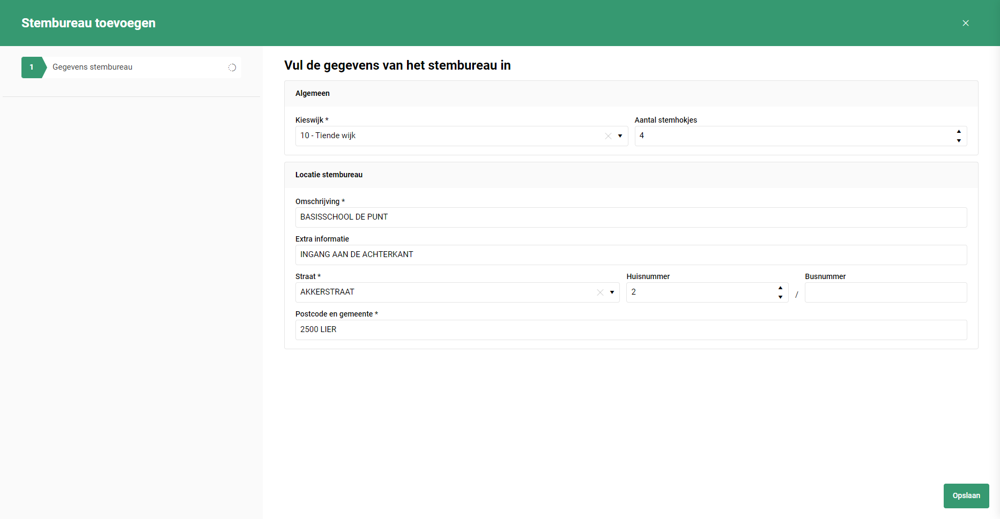 Stembureau toevoegen
1 Gegevens stembureau
Vul de gegevens van het stembureau in
Algemeen
Kieswijk * Aantal stemhokjes
10 - Tiende wijk 4
Locatie stembureau
Omschrijving *
BASISSCHOOL DE PUNT
Extra informatie
INGANG AAN DE ACHTERKANT
Straat * Huisnummer Busnummer
AKKERSTRAAT 2 /
Postcode en gemeente *
2500 LIER
Opslaan